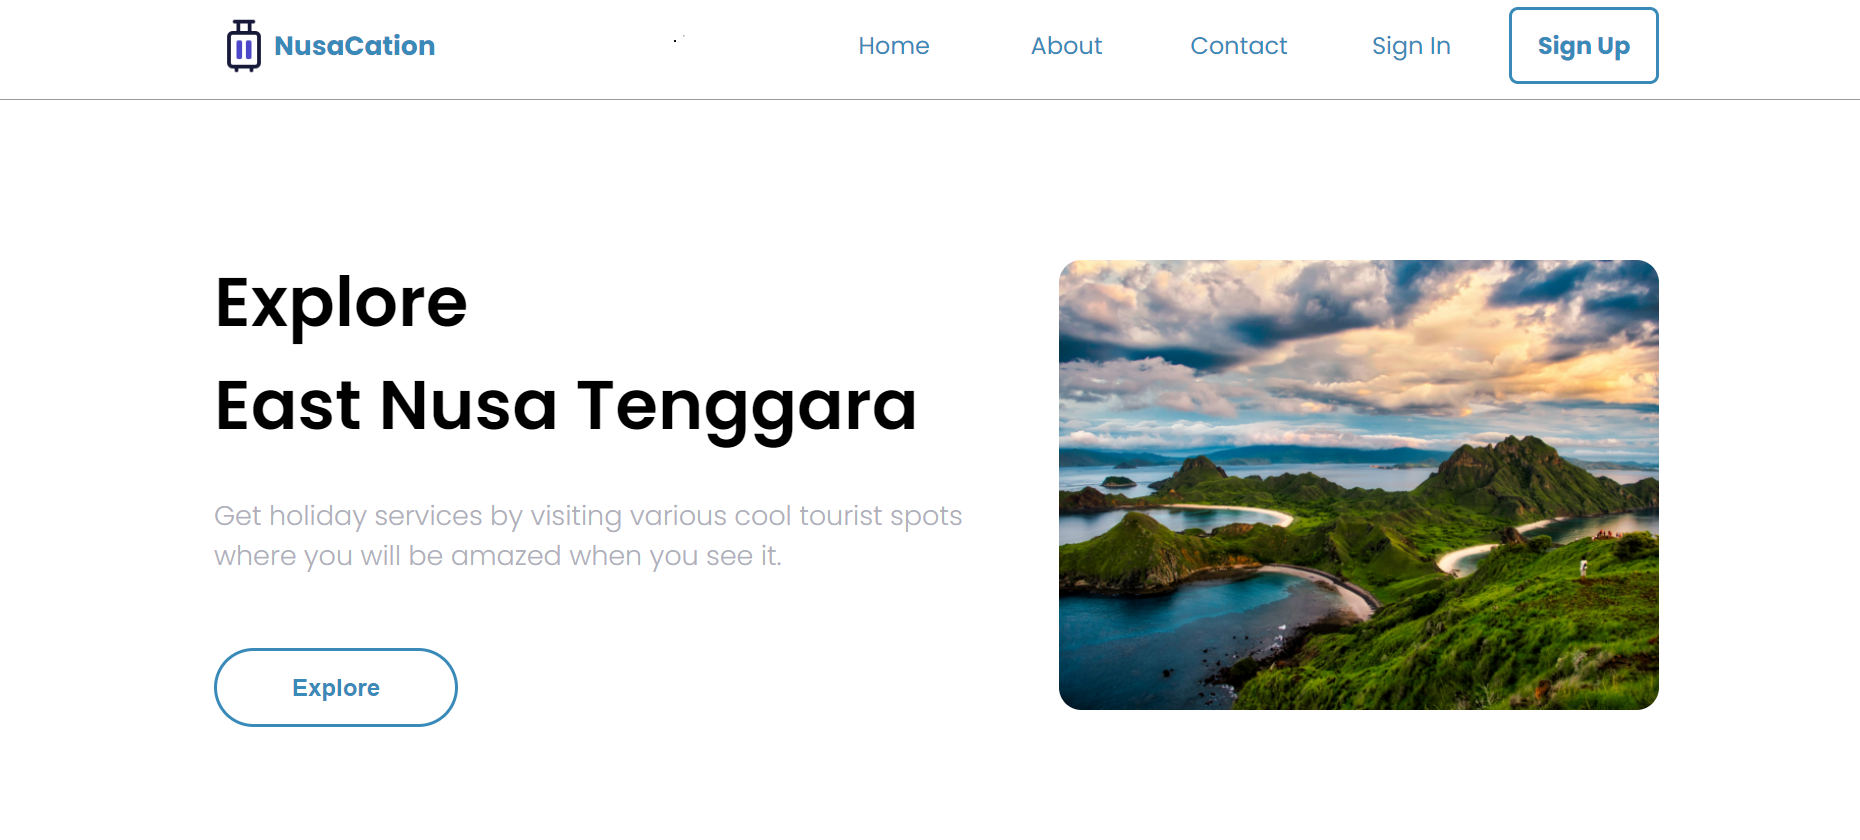 NusaCation
Home
About
Contact
Sign In
Sign Up
Explore
East Nusa Tenggara
Get holiday services by visiting various cool tourist spots
where you will be amazed when you see it.
Explore